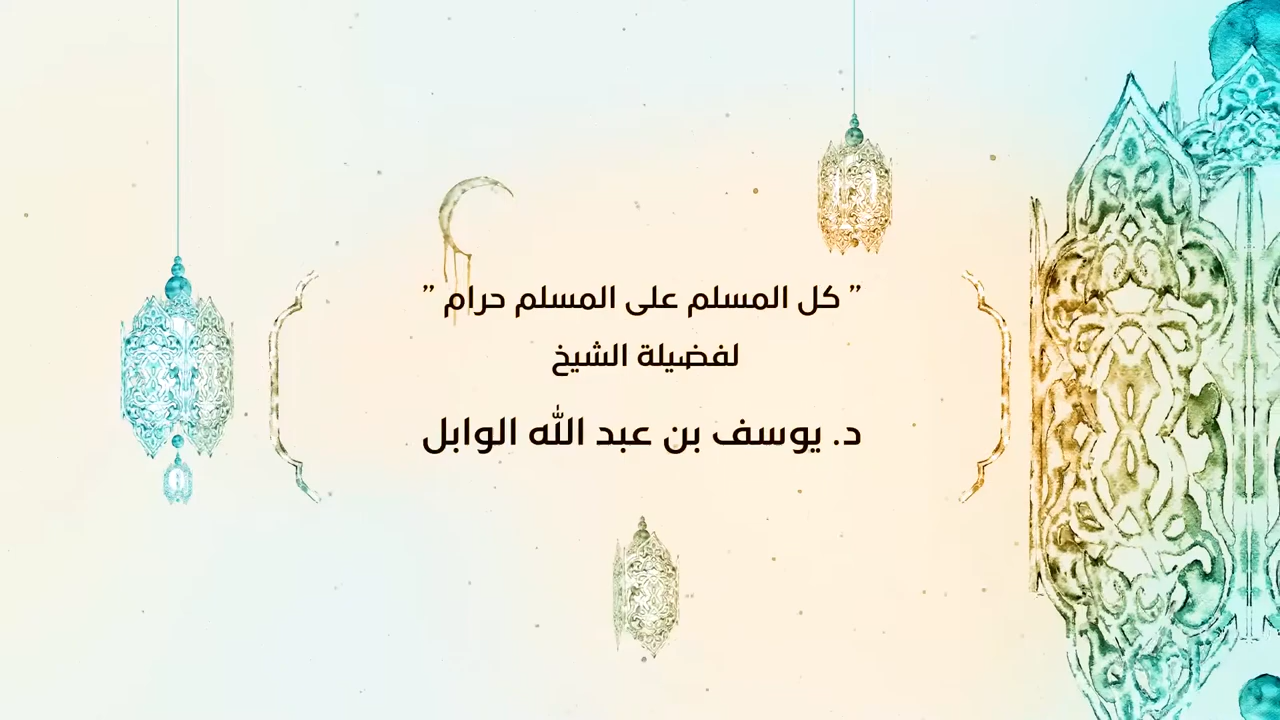 ” كل المسلم على المسلم حرام ”
لفضيلة الشيخ
د. يوسف بن عبد الله الوابل